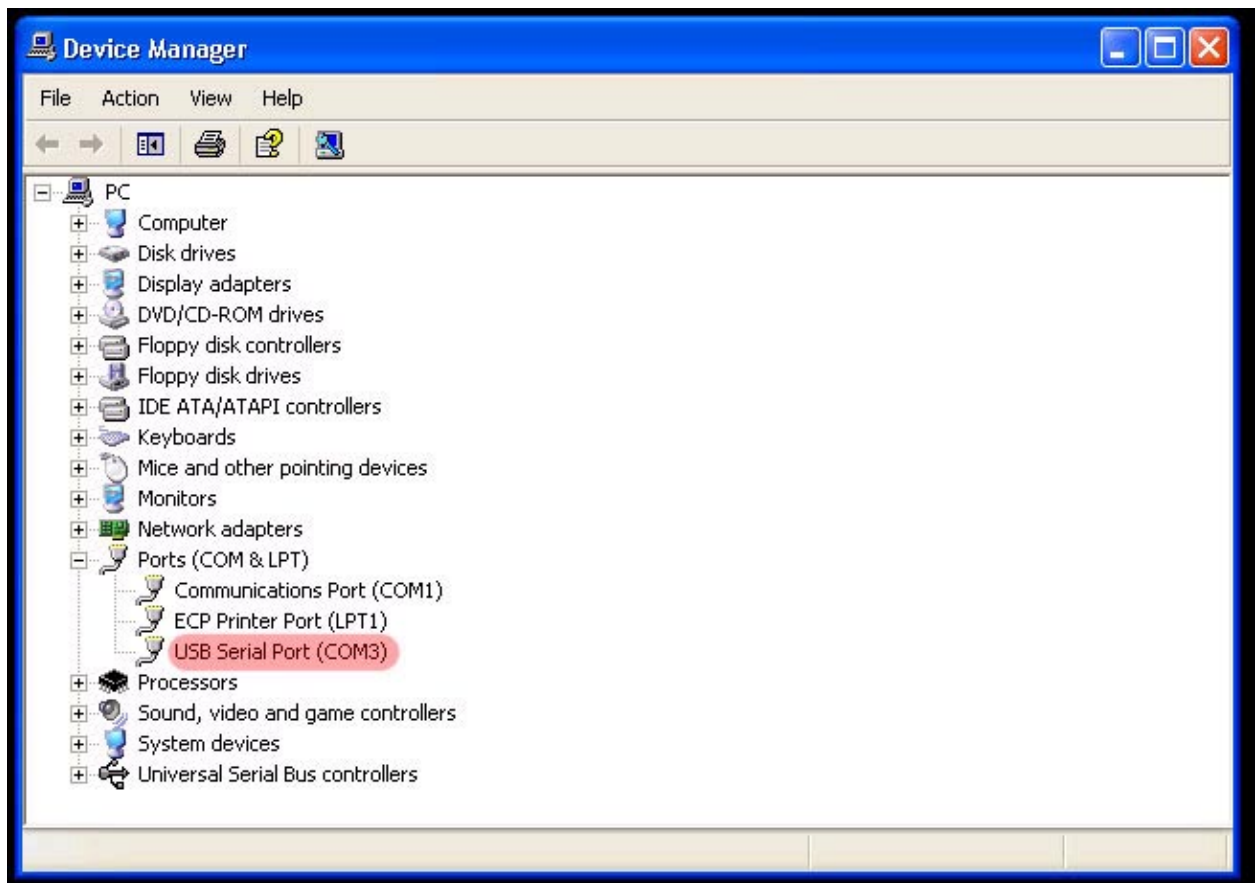 Device Manager
File Action View Help
PC
Computer
Disk drives
Display adapters
DVD/CD-ROM drives
Floppy disk controllers
Floppy disk drives
IDE ATA/ATAPI controllers
Keyboards
Mice and other pointing devices
Monitors
Network adapters
Ports (COM & LPT)
Communications Port (COM1)
ECP Printer Port (LPT1)
USB Serial Port (COM3)
Processors
Sound, video and game controllers
System devices
Universal Serial Bus controllers